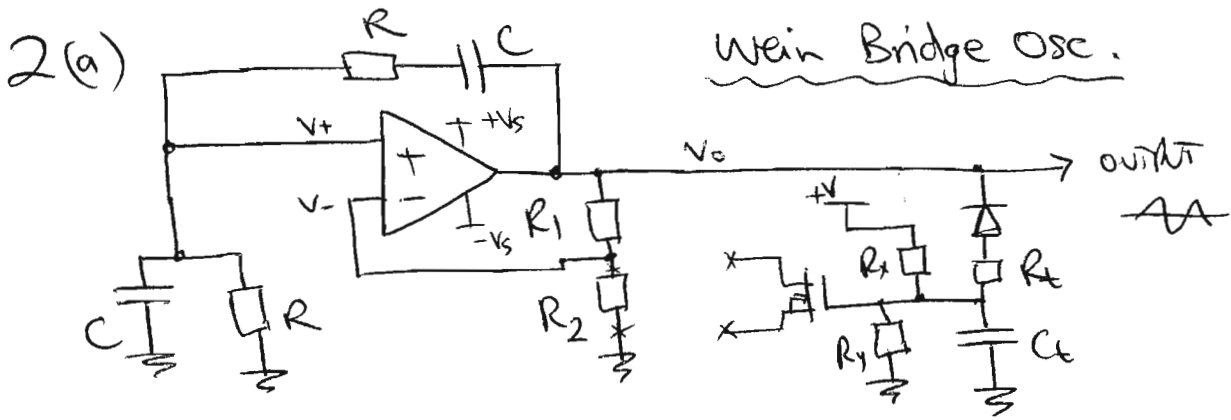 2(a)
R
C
Wein Bridge Osc.
V+
+
+Vs
Vo
OUTPUT
V-
-
-Vs
R1
+V
Rx
Rt
C
R
R2
Ry
Ct